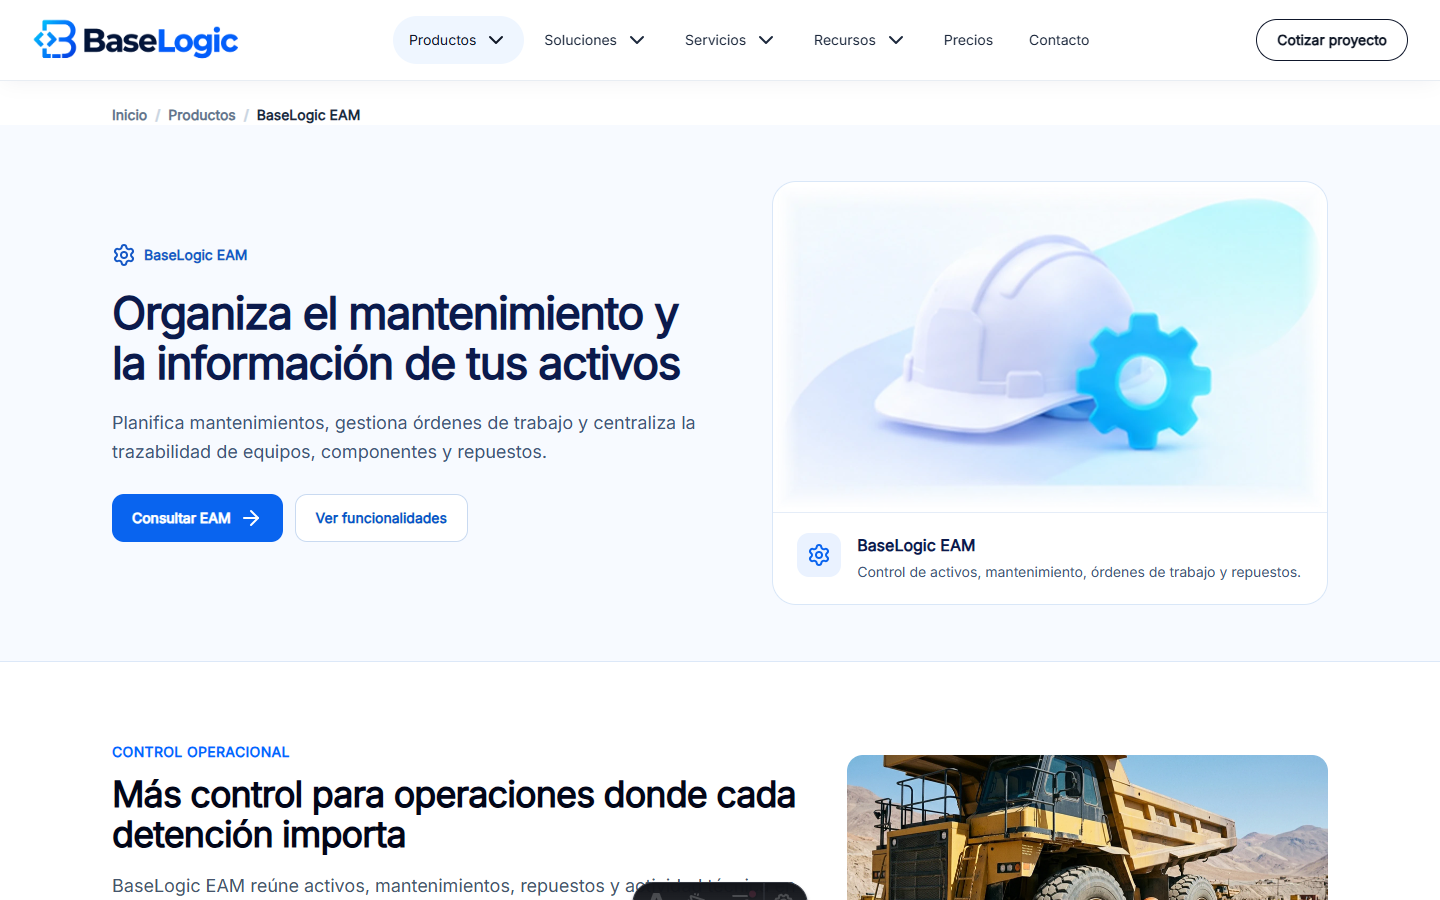 BaseLogic
Productos
Soluciones
Servicios
Recursos
Precios
Contacto
Cotizar proyecto
Inicio / Productos / BaseLogic EAM
BaseLogic EAM
Organiza el mantenimiento y
la información de tus activos
Planifica mantenimientos, gestiona órdenes de trabajo y centraliza la
trazabilidad de equipos, componentes y repuestos.
Consultar EAM
Ver funcionalidades
BaseLogic EAM
Control de activos, mantenimiento, órdenes de trabajo y repuestos.
CONTROL OPERACIONAL
Más control para operaciones donde cada
detención importa
BaseLogic EAM reúne activos, mantenimientos, repuestos y